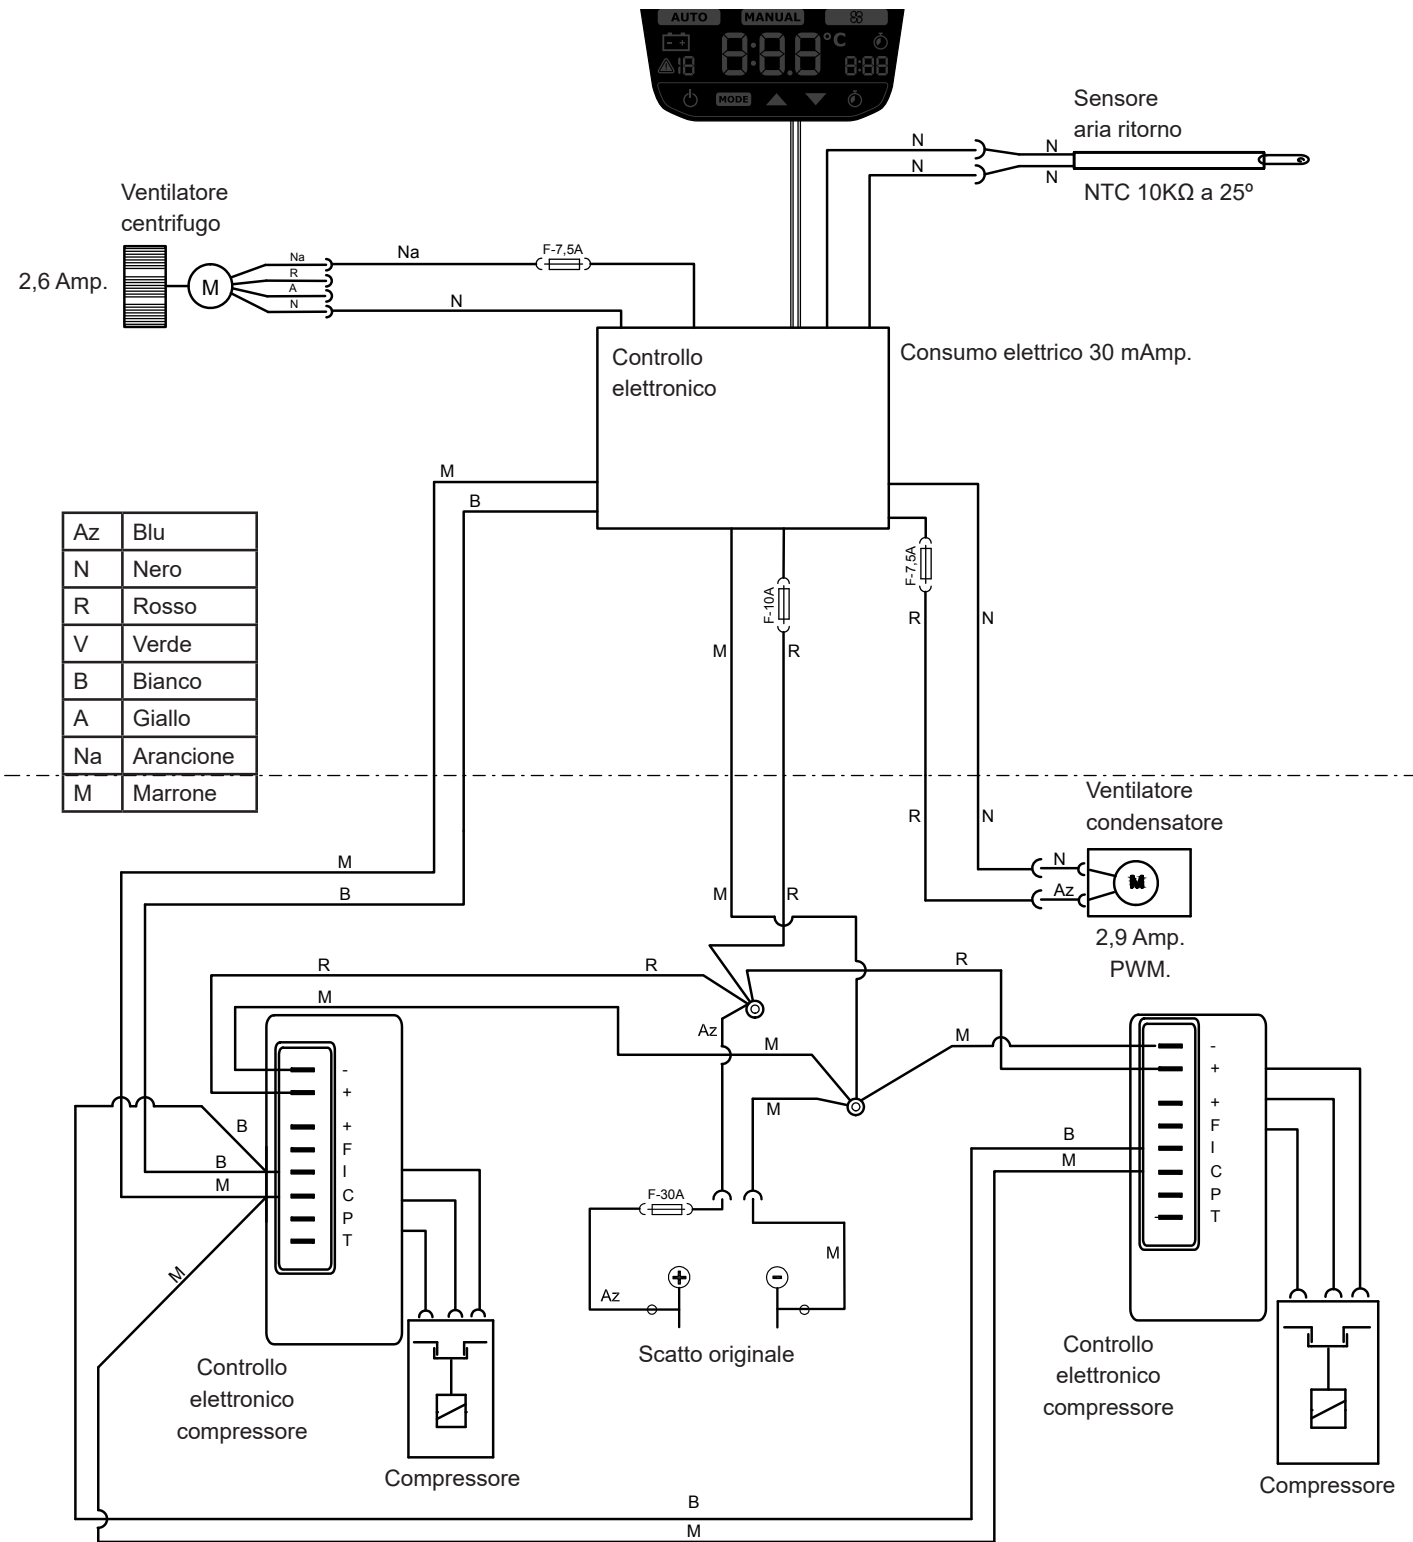 AUTO MANUAL
°C
18 8:8.8 8:88
MODE
Sensore
aria ritorno
N
N
N
N
NTC 10KΩ a 25º
Ventilatore
centrifugo
2,6 Amp.
M
Na
R
A
N
Na
F-7,5A
N
Controllo
elettronico
Consumo elettrico 30 mAmp.
M
B
Az Blu
N Nero
R Rosso
V Verde
B Bianco
A Giallo
Na Arancione
M Marrone
F-10A
F-7,5A
M
R
R
N
R
N
Ventilatore
condensatore
N
Az
M
2,9 Amp.
PWM.
M
B
M
R
R
R
R
M
Az
M
M
M
-
+
+
F
I
C
P
T
B
B
M
M
-
+
+
F
I
C
P
T
B
M
F-30A
Az
M
+
-
Scatto originale
Controllo
elettronico
compressore
Compressore
Controllo
elettronico
compressore
Compressore
B
M